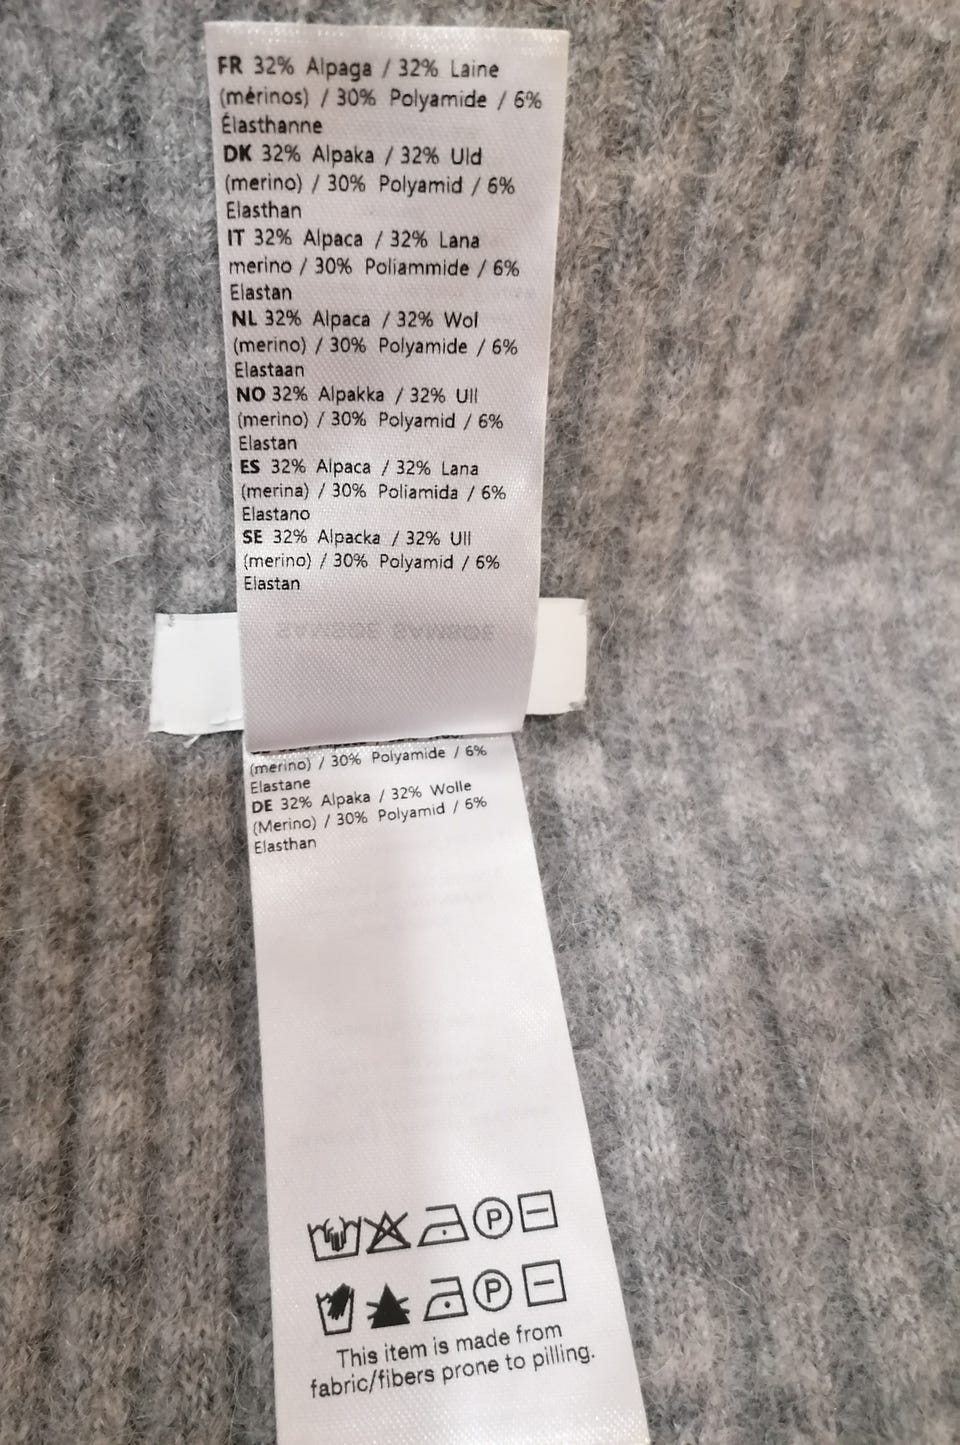 FR 32% Alpaga / 32% Laine
(mérinos) / 30% Polyamide / 6%
Élasthanne
DK 32% Alpaka / 32% Uld
(merino) / 30% Polyamid / 6%
Elasthan
IT 32% Alpaca / 32% Lana
merino / 30% Poliammide / 6%
Elastan
NL 32% Alpaca / 32% Wol
(merino) / 30% Polyamide / 6%
Elastaan
NO 32% Alpakka / 32% Ull
(merino) / 30% Polyamid / 6%
Elastan
ES 32% Alpaca / 32% Lana
(merina) / 30% Poliamida / 6%
Elastano
SE 32% Alpacka / 32% Ull
(merino) / 30% Polyamid / 6%
Elastan
(merino) / 30% Polyamide / 6%
Elastane
DE 32% Alpaka / 32% Wolle
(Merino) / 30% Polyamid / 6%
Elasthan
P
P
This item is made from
fabric/fibers prone to pilling.